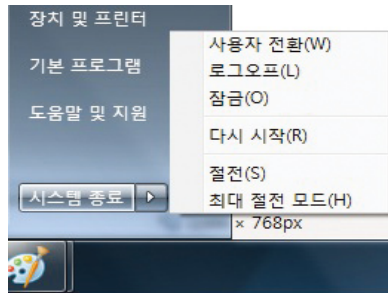 장치 및 프린터
기본 프로그램
도움말 및 지원
시스템 종료
사용자 전환(W)
로그오프(L)
잠금(O)
다시 시작(R)
절전(S)
최대 절전 모드(H)
× 768px